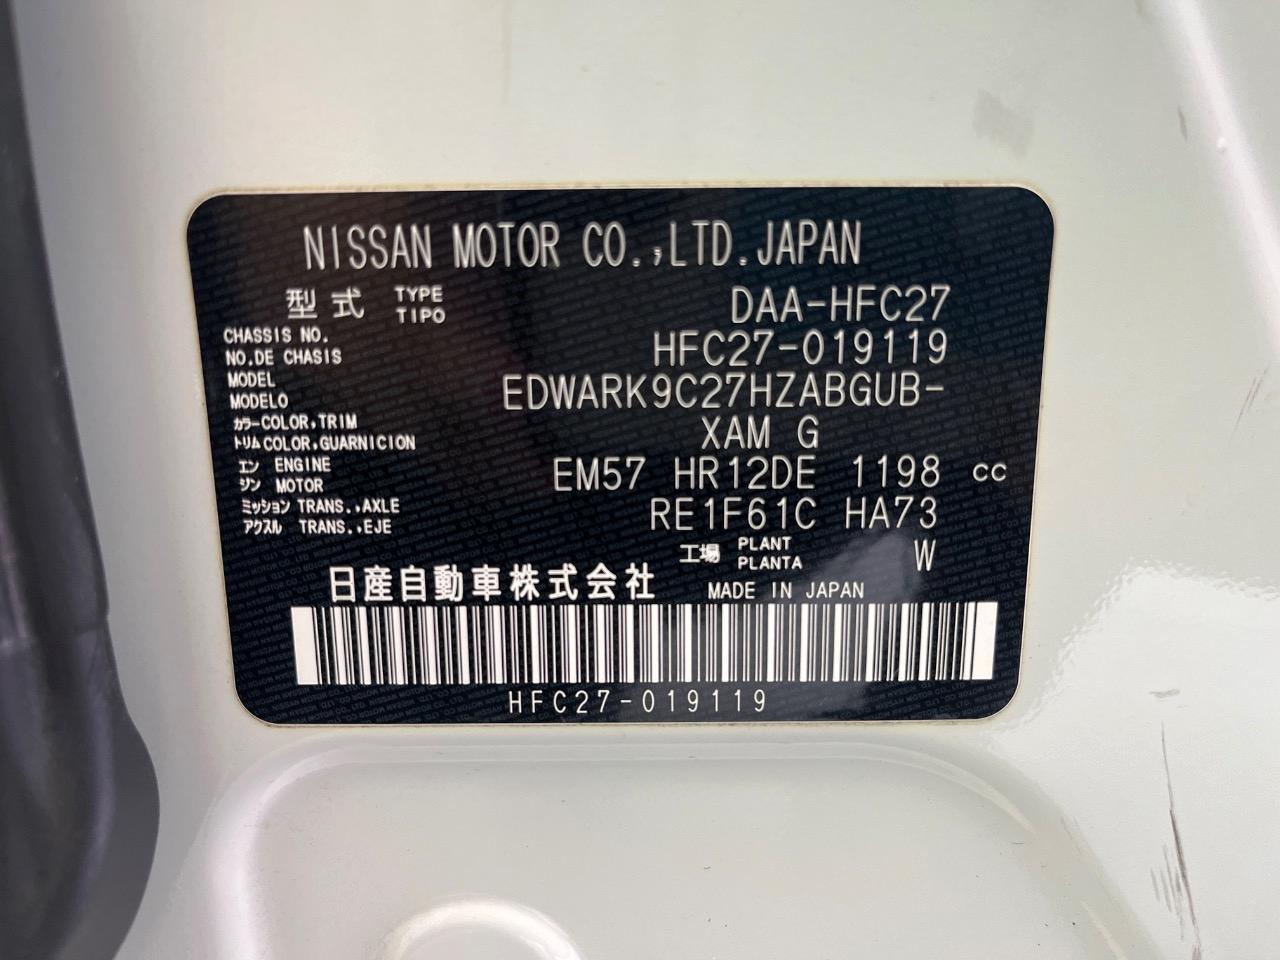 NISSAN MOTOR CO.,LTD.JAPAN
型式 TYPE TIPO DAA-HFC27
CHASSIS NO. NO.DE CHASIS HFC27-019119
MODEL MODELO EDWARK9C27HZABGUB-
カラー COLOR,TRIM トリム COLOR,GUARNICION XAM G
エンジン ENGINE MOTOR EM57 HR12DE 1198 cc
ミッション TRANS.,AXLE アクスル TRANS.,EJE RE1F61C HA73
工場 PLANT PLANTA W
日産自動車株式会社 MADE IN JAPAN
HFC27-019119